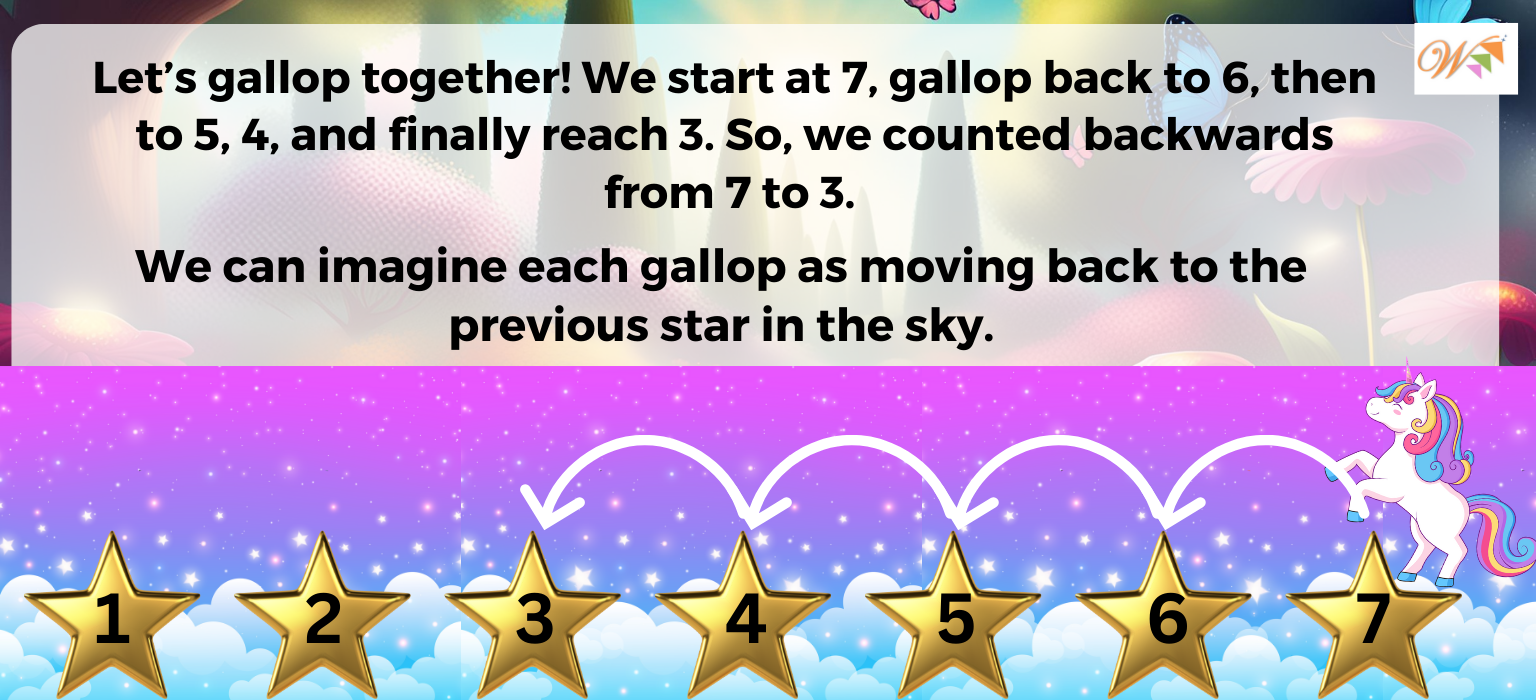 Let’s gallop together! We start at 7, gallop back to 6, then
to 5, 4, and finally reach 3. So, we counted backwards
from 7 to 3.
We can imagine each gallop as moving back to the
previous star in the sky.
W
1 2 3 4 5 6 7